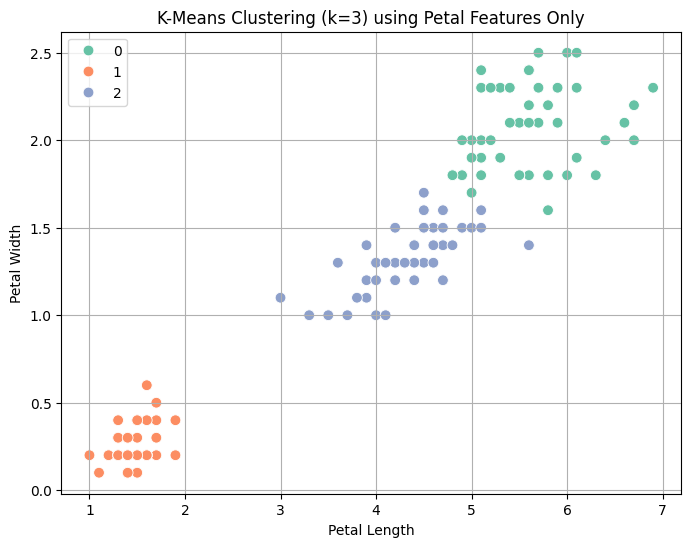 K-Means Clustering (k=3) using Petal Features Only
0
1
2
2.5
2.0
1.5
1.0
0.5
0.0
Petal Width
1 2 3 4 5 6 7
Petal Length